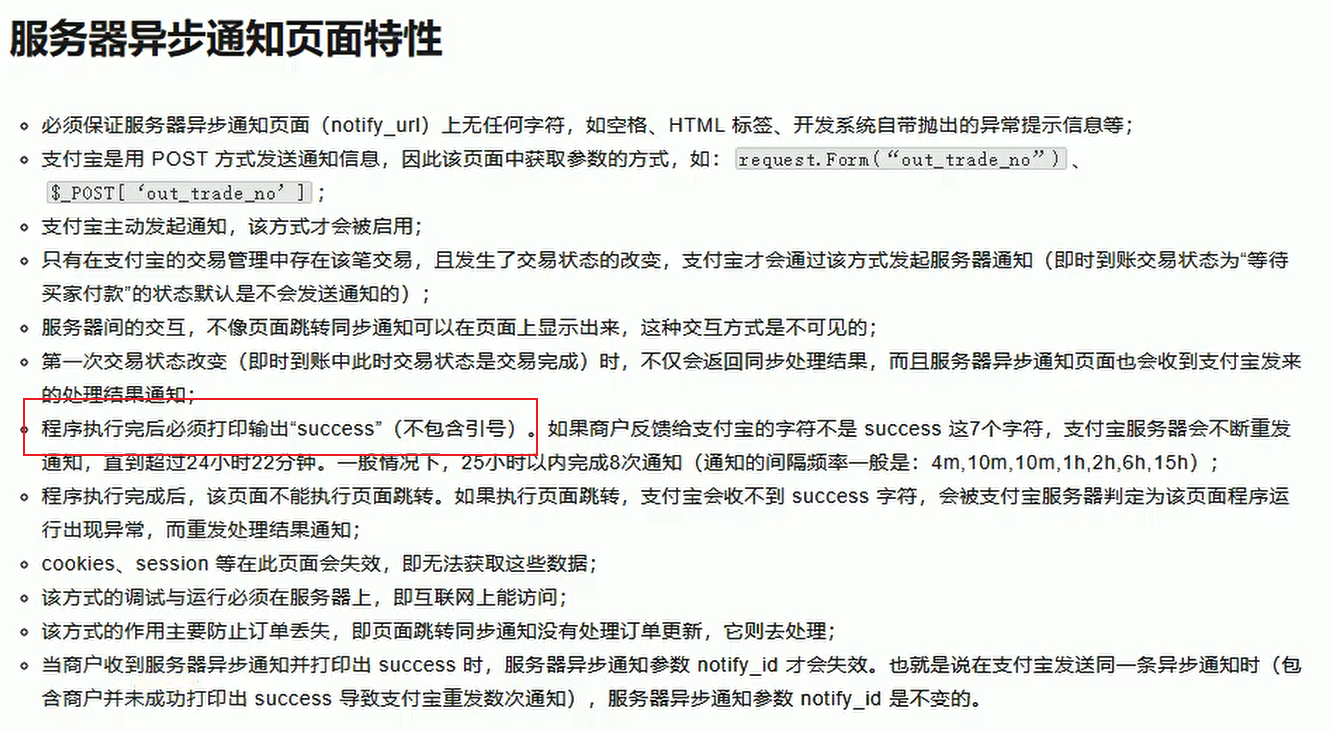 服务器异步通知页面特性
必须保证服务器异步通知页面（notify_url）上无任何字符，如空格、HTML 标签、开发系统自带抛出的异常提示信息等；
支付宝是用 POST 方式发送通知信息，因此该页面中获取参数的方式，如：request.Form(“out_trade_no”)、
$_POST[‘out_trade_no’]；
支付宝主动发起通知，该方式才会被启用；
只有在支付宝的交易管理中存在该笔交易，且发生了交易状态的改变，支付宝才会通过该方式发起服务器通知（即时到账交易状态为“等待
买家付款”的状态默认是不会发送通知的）；
服务器间的交互，不像页面跳转同步通知可以在页面上显示出来，这种交互方式是不可见的；
第一次交易状态改变（即时到账中此时交易状态是交易完成）时，不仅会返回同步处理结果，而且服务器异步通知页面也会收到支付宝发来
的处理结果通知；
程序执行完后必须打印输出“success”（不包含引号）。如果商户反馈给支付宝的字符不是 success 这7个字符，支付宝服务器会不断重发
通知，直到超过24小时22分钟。一般情况下，25小时以内完成8次通知（通知的间隔频率一般是：4m,10m,10m,1h,2h,6h,15h）；
程序执行完成后，该页面不能执行页面跳转。如果执行页面跳转，支付宝会收不到 success 字符，会被支付宝服务器判定为该页面程序运
行出现异常，而重发处理结果通知；
cookies、session 等在此页面会失效，即无法获取这些数据；
该方式的调试与运行必须在服务器上，即互联网上能访问；
该方式的作用主要防止订单丢失，即页面跳转同步通知没有处理订单更新，它则去处理；
当商户收到服务器异步通知并打印出 success 时，服务器异步通知参数 notify_id 才会失效。也就是说在支付宝发送同一条异步通知时（包
含商户并未成功打印出 success 导致支付宝重发数次通知），服务器异步通知参数 notify_id 是不变的。